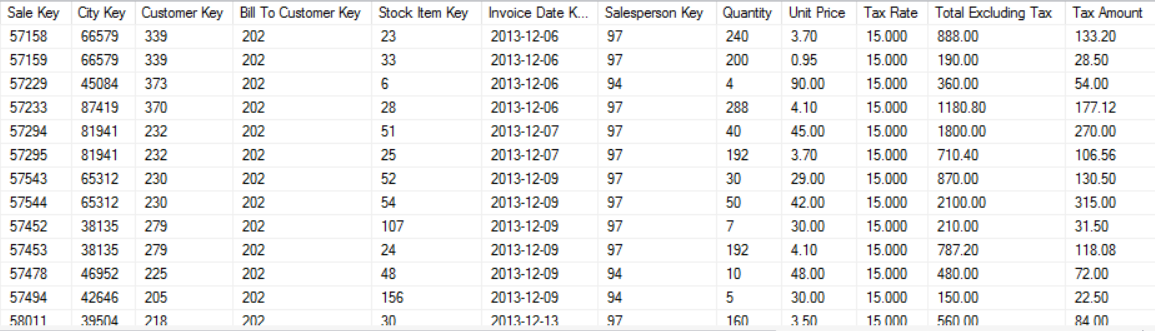 Sale Key City Key Customer Key Bill To Customer Key Stock Item Key Invoice Date K... Salesperson Key Quantity Unit Price Tax Rate Total Excluding Tax Tax Amount
57158 66579 339 202 23 2013-12-06 97 240 3.70 15.000 888.00 133.20
57159 66579 339 202 33 2013-12-06 97 200 0.95 15.000 190.00 28.50
57229 45084 373 202 6 2013-12-06 94 4 90.00 15.000 360.00 54.00
57233 87419 370 202 28 2013-12-06 97 288 4.10 15.000 1180.80 177.12
57294 81941 232 202 51 2013-12-07 97 40 45.00 15.000 1800.00 270.00
57295 81941 232 202 25 2013-12-07 97 192 3.70 15.000 710.40 106.56
57543 65312 230 202 52 2013-12-09 97 30 29.00 15.000 870.00 130.50
57544 65312 230 202 54 2013-12-09 97 50 42.00 15.000 2100.00 315.00
57452 38135 279 202 107 2013-12-09 97 7 30.00 15.000 210.00 31.50
57453 38135 279 202 24 2013-12-09 97 192 4.10 15.000 787.20 118.08
57478 46952 225 202 48 2013-12-09 94 10 48.00 15.000 480.00 72.00
57494 42646 205 202 156 2013-12-09 94 5 30.00 15.000 150.00 22.50
58011 39504 218 202 30 2013-12-13 97 160 3.50 15.000 560.00 84.00